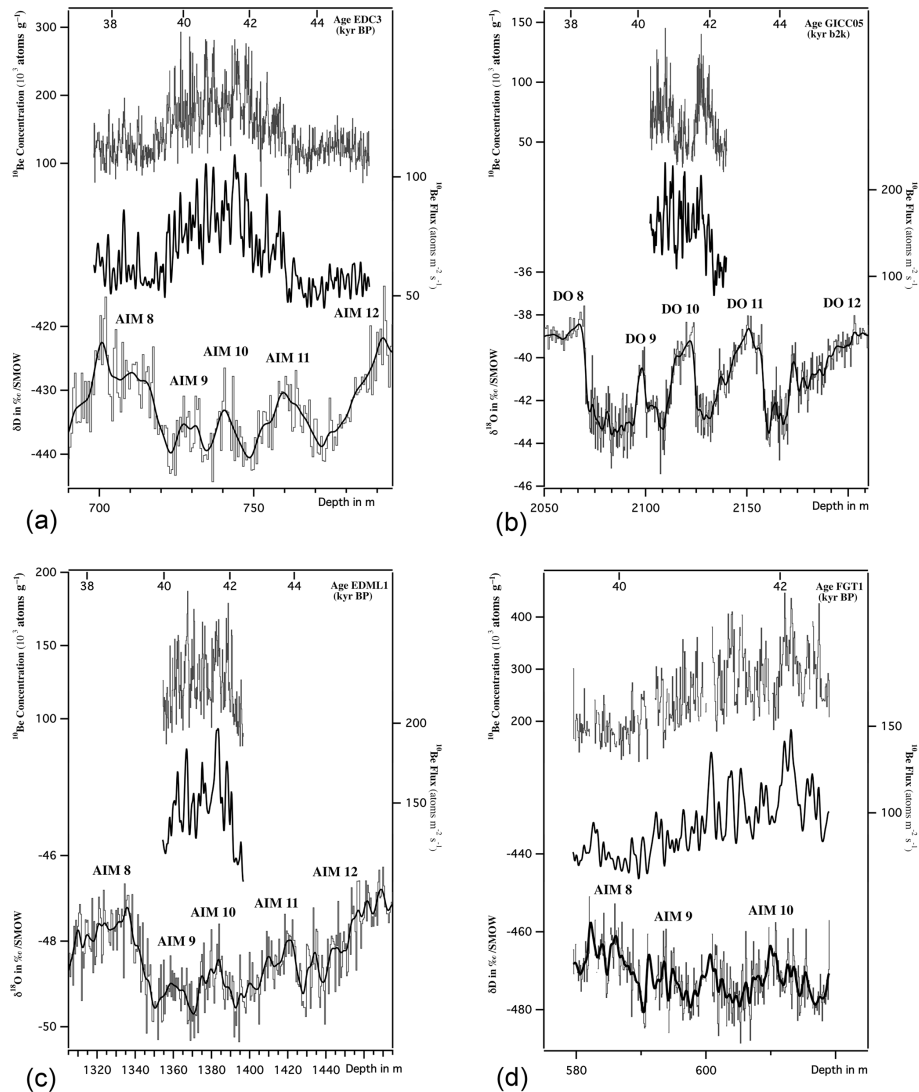 38 40 42 44
Age EDC3
(kyr BP)
300
200
100
¹⁰Be Concentration (10³ atoms g⁻¹)
100
50
¹⁰Be Flux (atoms m⁻² s⁻¹)
-420
-430
-440
δD in ‰/SMOW
AIM 8
AIM 9
AIM 10
AIM 11
AIM 12
700 750 Depth in m
(a)
38 40 42 44
Age GICC05
(kyr b2k)
150
100
50
¹⁰Be Concentration (10³ atoms g⁻¹)
200
100
¹⁰Be Flux (atoms m⁻² s⁻¹)
-36
-38
-40
-42
-44
-46
δ¹⁸O in ‰/SMOW
DO 8
DO 9
DO 10
DO 11
DO 12
2050 2100 2150 Depth in m
(b)
38 40 42 44
Age EDML1
(kyr BP)
200
150
100
¹⁰Be Concentration (10³ atoms g⁻¹)
200
150
¹⁰Be Flux (atoms m⁻² s⁻¹)
-46
-48
-50
δ¹⁸O in ‰/SMOW
AIM 8
AIM 9
AIM 10
AIM 11
AIM 12
1320 1340 1360 1380 1400 1420 1440 Depth in m
(c)
40 42
Age FGT1
(kyr BP)
400
300
200
¹⁰Be Concentration (10³ atoms g⁻¹)
150
100
¹⁰Be Flux (atoms m⁻² s⁻¹)
-440
-460
-480
δD in ‰/SMOW
AIM 8
AIM 9
AIM 10
580 600 Depth in m
(d)